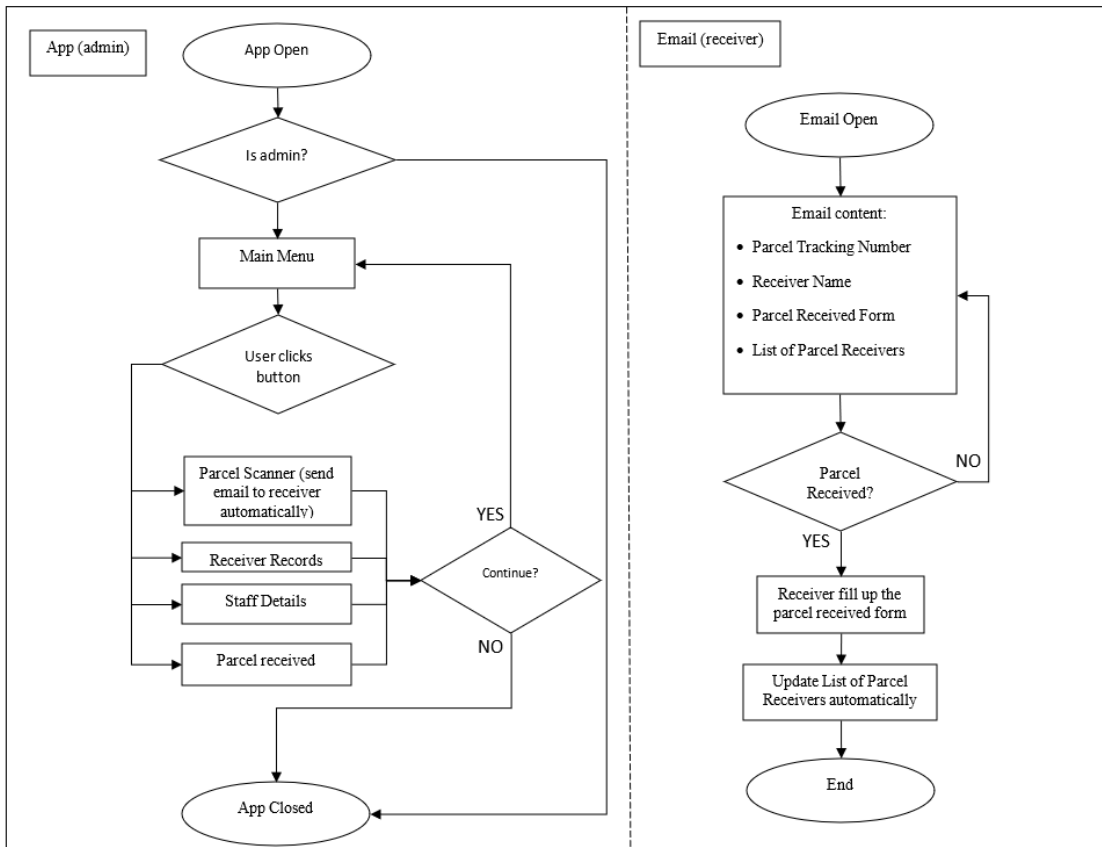 App (admin)
App Open
Is admin?
Main Menu
User clicks
button
Parcel Scanner (send
email to receiver
automatically)
Receiver Records
Staff Details
Parcel received
YES
Continue?
NO
App Closed
Email (receiver)
Email Open
Email content:
• Parcel Tracking Number
• Receiver Name
• Parcel Received Form
• List of Parcel Receivers
Parcel
Received?
NO
YES
Receiver fill up the
parcel received form
Update List of Parcel
Receivers automatically
End